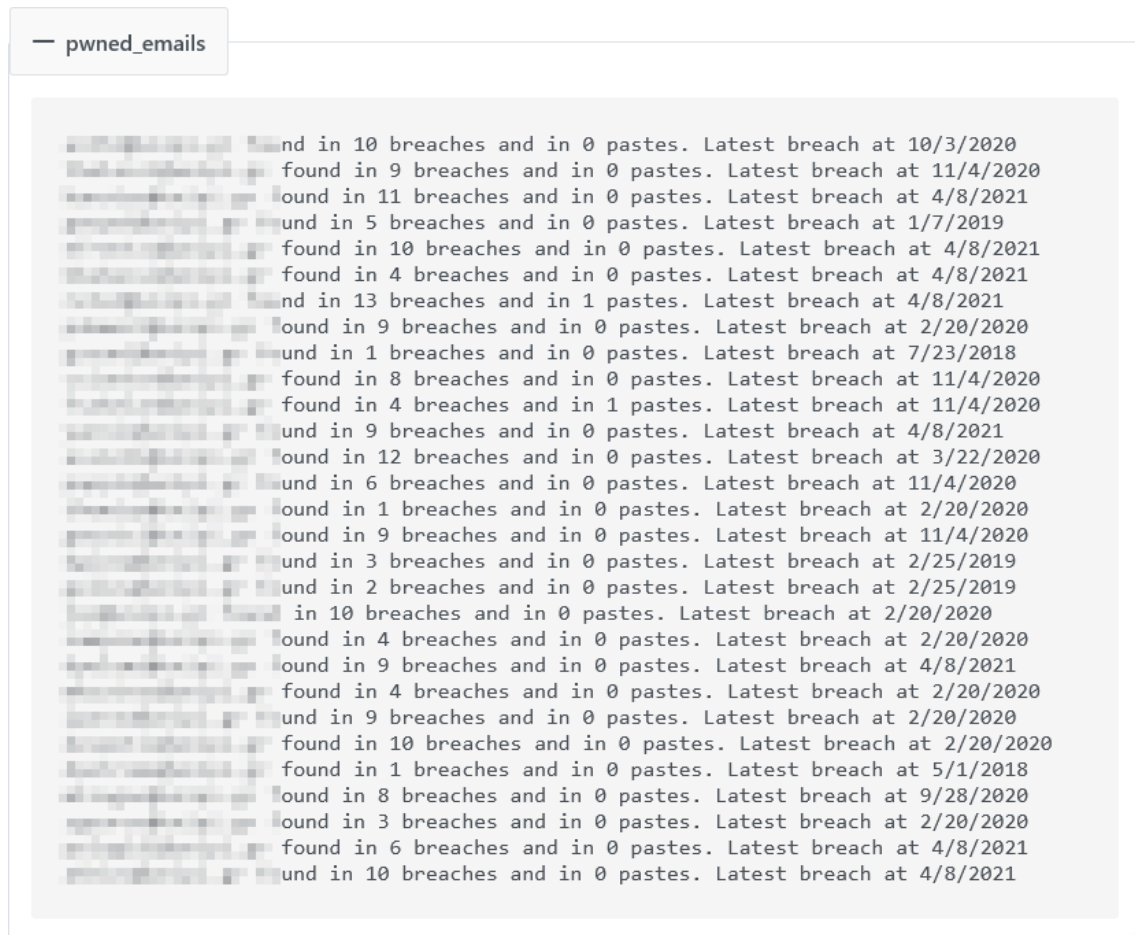 — pwned_emails
nd in 10 breaches and in 0 pastes. Latest breach at 10/3/2020
found in 9 breaches and in 0 pastes. Latest breach at 11/4/2020
ound in 11 breaches and in 0 pastes. Latest breach at 4/8/2021
und in 5 breaches and in 0 pastes. Latest breach at 1/7/2019
found in 10 breaches and in 0 pastes. Latest breach at 4/8/2021
found in 4 breaches and in 0 pastes. Latest breach at 4/8/2021
nd in 13 breaches and in 1 pastes. Latest breach at 4/8/2021
ound in 9 breaches and in 0 pastes. Latest breach at 2/20/2020
und in 1 breaches and in 0 pastes. Latest breach at 7/23/2018
found in 8 breaches and in 0 pastes. Latest breach at 11/4/2020
found in 4 breaches and in 1 pastes. Latest breach at 11/4/2020
und in 9 breaches and in 0 pastes. Latest breach at 4/8/2021
ound in 12 breaches and in 0 pastes. Latest breach at 3/22/2020
und in 6 breaches and in 0 pastes. Latest breach at 11/4/2020
ound in 1 breaches and in 0 pastes. Latest breach at 2/20/2020
ound in 9 breaches and in 0 pastes. Latest breach at 11/4/2020
und in 3 breaches and in 0 pastes. Latest breach at 2/25/2019
und in 2 breaches and in 0 pastes. Latest breach at 2/25/2019
in 10 breaches and in 0 pastes. Latest breach at 2/20/2020
ound in 4 breaches and in 0 pastes. Latest breach at 2/20/2020
ound in 9 breaches and in 0 pastes. Latest breach at 4/8/2021
found in 4 breaches and in 0 pastes. Latest breach at 2/20/2020
und in 9 breaches and in 0 pastes. Latest breach at 2/20/2020
found in 10 breaches and in 0 pastes. Latest breach at 2/20/2020
found in 1 breaches and in 0 pastes. Latest breach at 5/1/2018
ound in 8 breaches and in 0 pastes. Latest breach at 9/28/2020
ound in 3 breaches and in 0 pastes. Latest breach at 2/20/2020
found in 6 breaches and in 0 pastes. Latest breach at 4/8/2021
und in 10 breaches and in 0 pastes. Latest breach at 4/8/2021